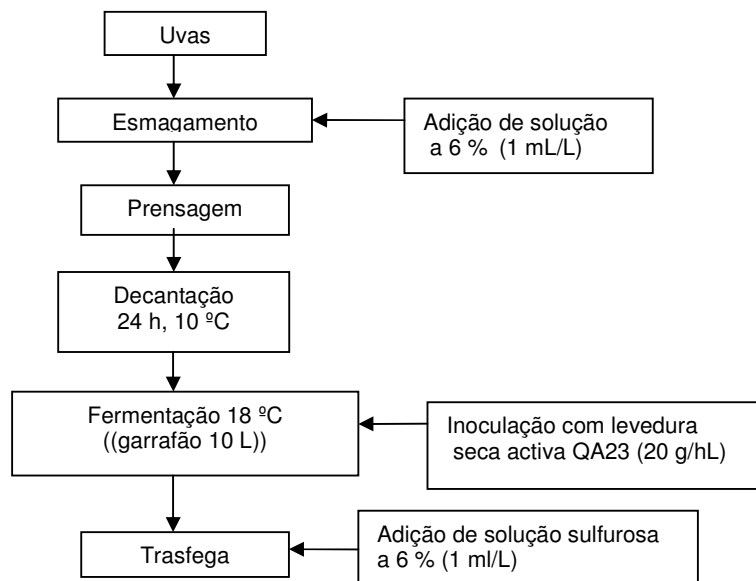 Uvas
Esmagamento
Adição de solução
a 6 % (1 mL/L)
Prensagem
Decantação
24 h, 10 ºC
Fermentação 18 ºC
((garrafão 10 L))
Inoculação com levedura
seca activa QA23 (20 g/hL)
Trasfega
Adição de solução sulfurosa
a 6 % (1 ml/L)